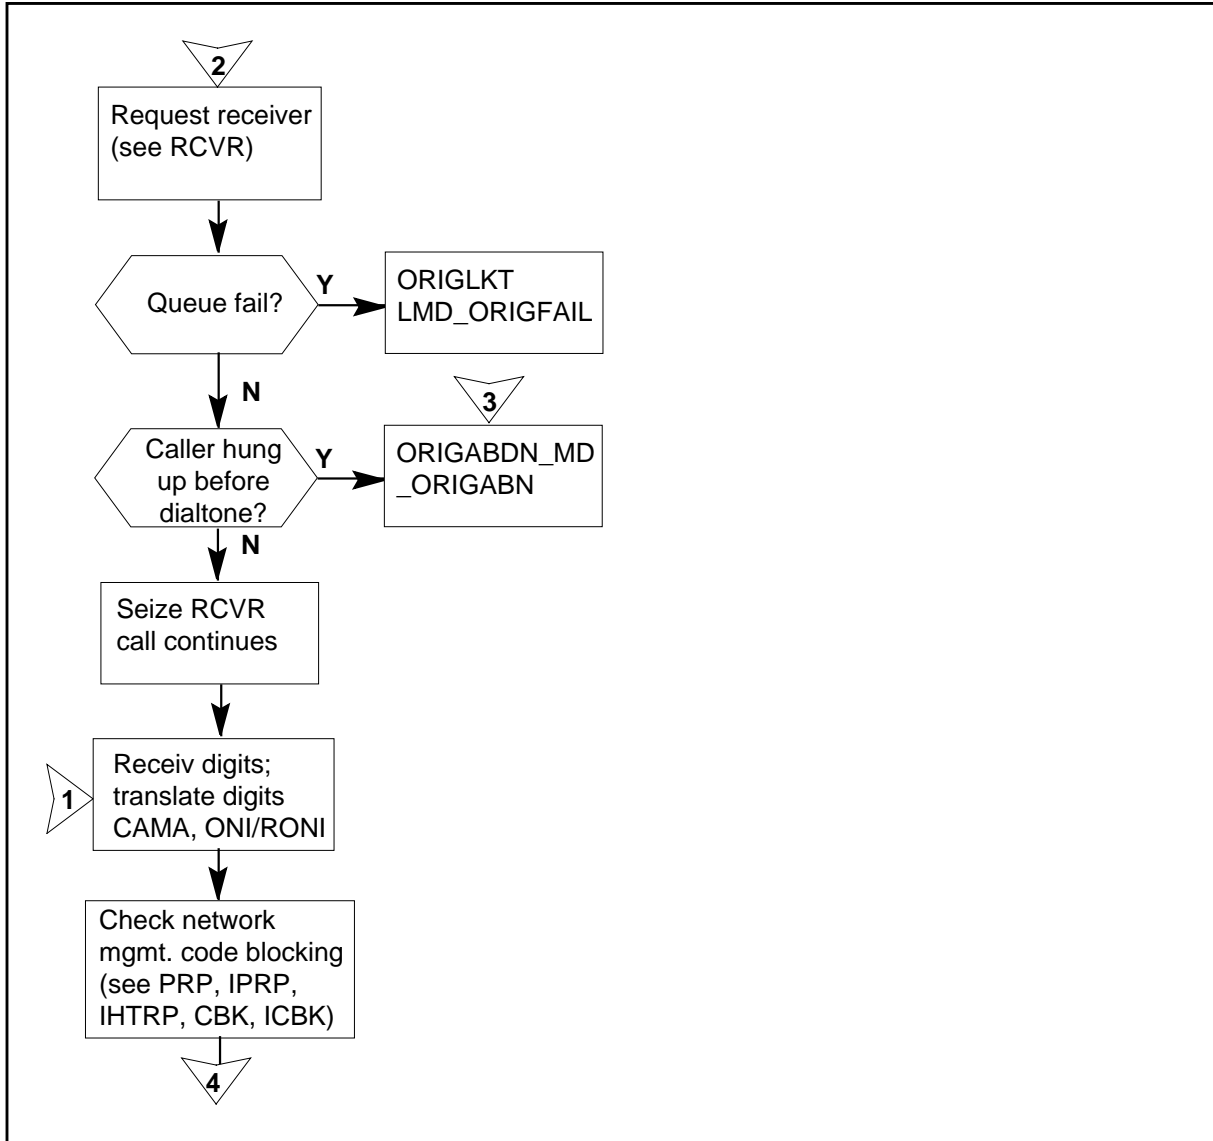 2
Request receiver
(see RCVR)
Queue fail?
Y
ORIGLKT
LMD_ORIGFAIL
N
3
Caller hung
up before
dialtone?
Y
ORIGABDN_MD
_ORIGABN
N
Seize RCVR
call continues
1
Receiv digits;
translate digits
CAMA, ONI/RONI
Check network
mgmt. code blocking
(see PRP, IPRP,
IHTRP, CBK, ICBK)
4